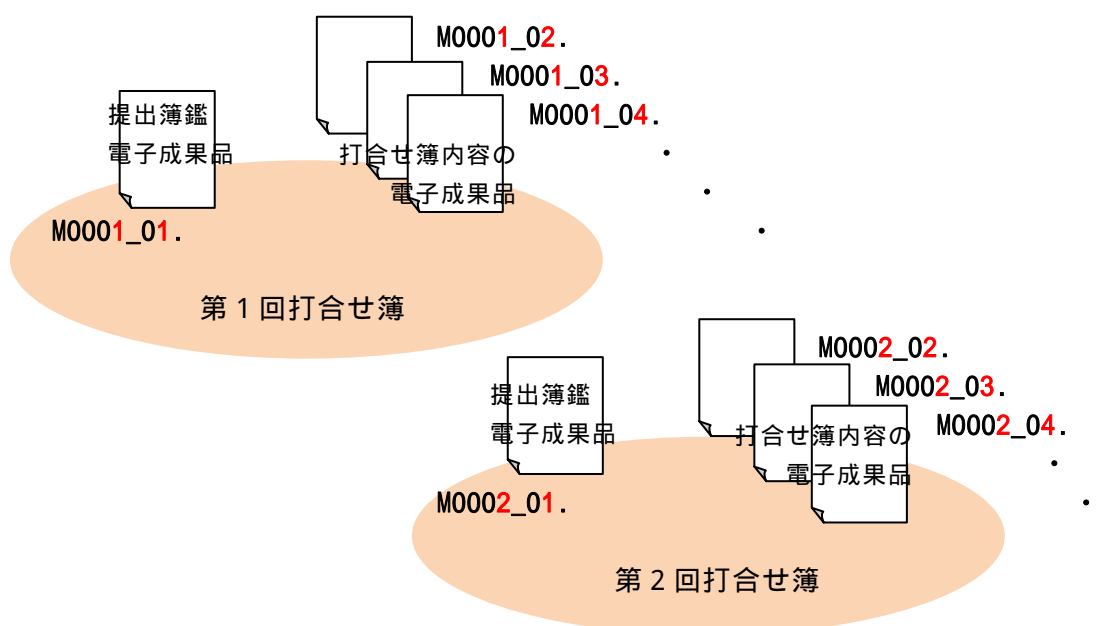 M0001_02.
M0001_03.
M0001_04.
提出簿鑑
電子成果品
打合せ簿内容の
電子成果品
M0001_01.
第1回打合せ簿
M0002_02.
M0002_03.
M0002_04.
提出簿鑑
電子成果品
打合せ簿内容の
電子成果品
M0002_01.
第2回打合せ簿